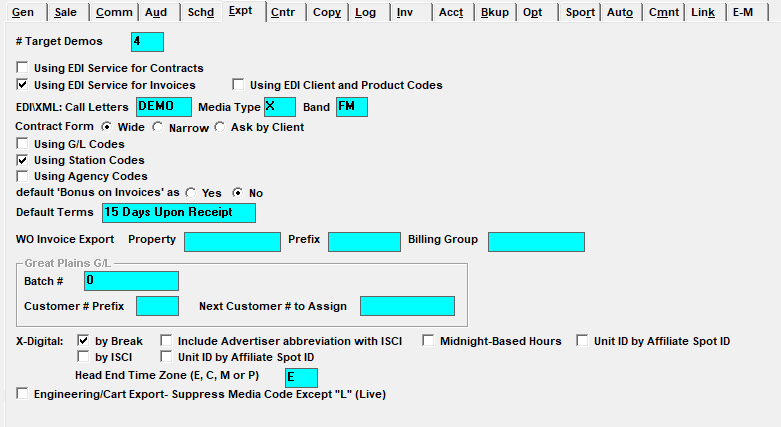 Gen Sale Comm Aud Schd Expt Cntr Copy Log Inv Acct Bkup Opt Sport Auto Cmnt Link E-M
# Target Demos 4
Using EDI Service for Contracts
Using EDI Service for Invoices Using EDI Client and Product Codes
EDI\XML: Call Letters DEMO Media Type X Band FM
Contract Form Wide Narrow Ask by Client
Using G/L Codes
Using Station Codes
Using Agency Codes
default 'Bonus on Invoices' as Yes No
Default Terms 15 Days Upon Receipt
WO Invoice Export Property Prefix Billing Group
Great Plains G/L
Batch # 0
Customer # Prefix Next Customer # to Assign
X-Digital: by Break Include Advertiser abbreviation with ISCI Midnight-Based Hours Unit ID by Affiliate Spot ID
by ISCI Unit ID by Affiliate Spot ID
Head End Time Zone (E, C, M or P) E
Engineering/Cart Export- Suppress Media Code Except "L" (Live)